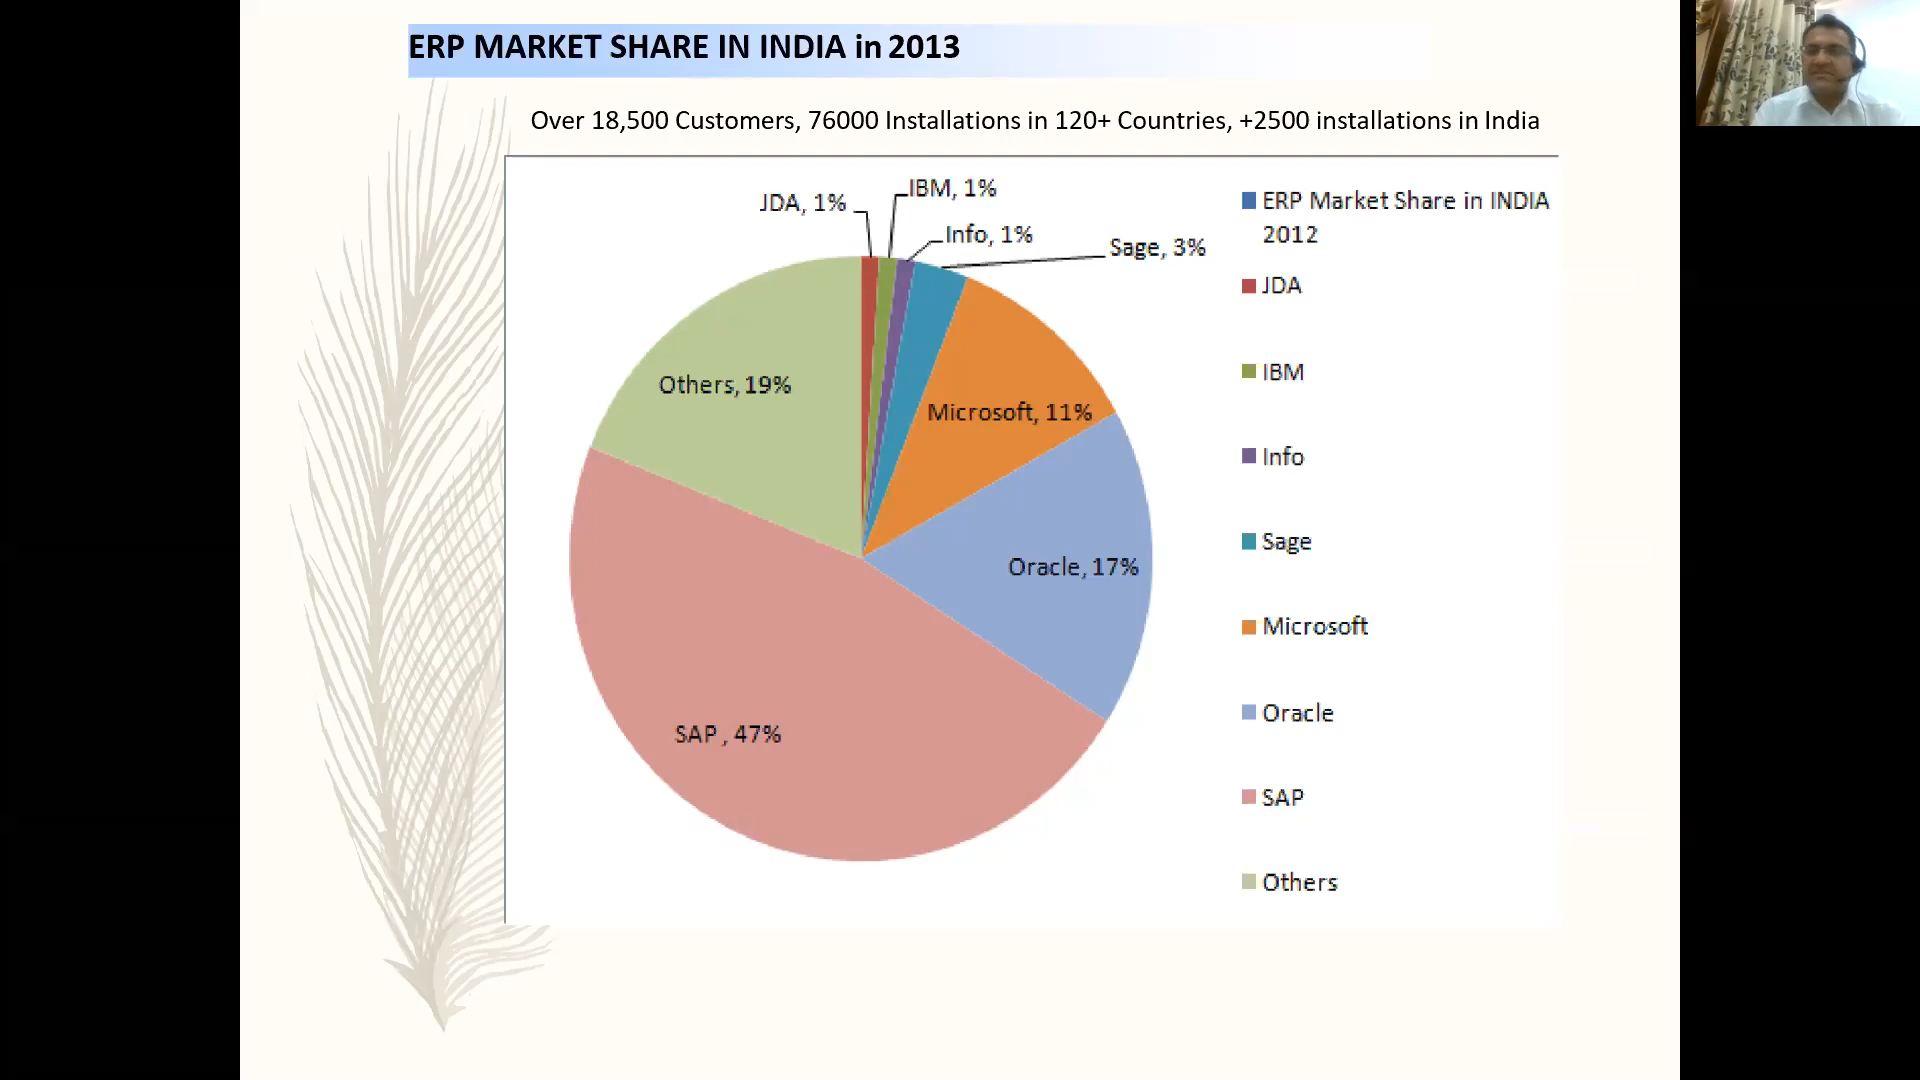 ERP MARKET SHARE IN INDIA in 2013
Over 18,500 Customers, 76000 Installations in 120+ Countries, +2500 installations in India
JDA, 1%
IBM, 1%
Info, 1%
Sage, 3%
Others, 19%
Microsoft, 11%
Oracle, 17%
SAP , 47%
ERP Market Share in INDIA
2012
JDA
IBM
Info
Sage
Microsoft
Oracle
SAP
Others